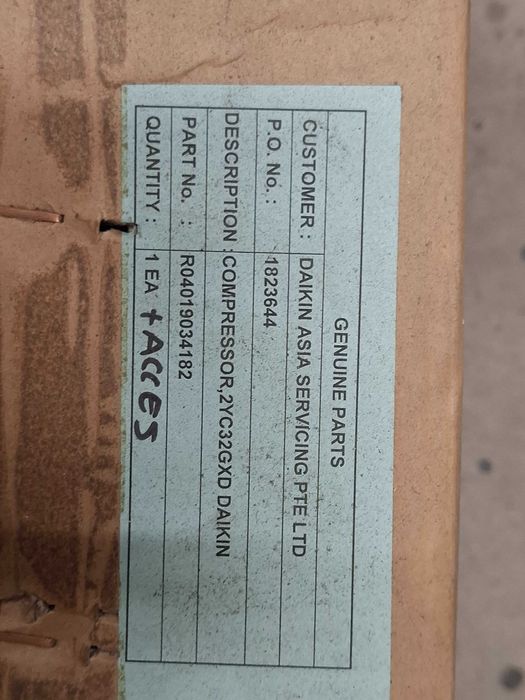 GENUINE PARTS
CUSTOMER : DAIKIN ASIA SERVICING PTE LTD
P.O. No. : 1823644
DESCRIPTION :COMPRESSOR,2YC32GXD DAIKIN
PART No. : R04019034182
QUANTITY : 1 EA + ACCES